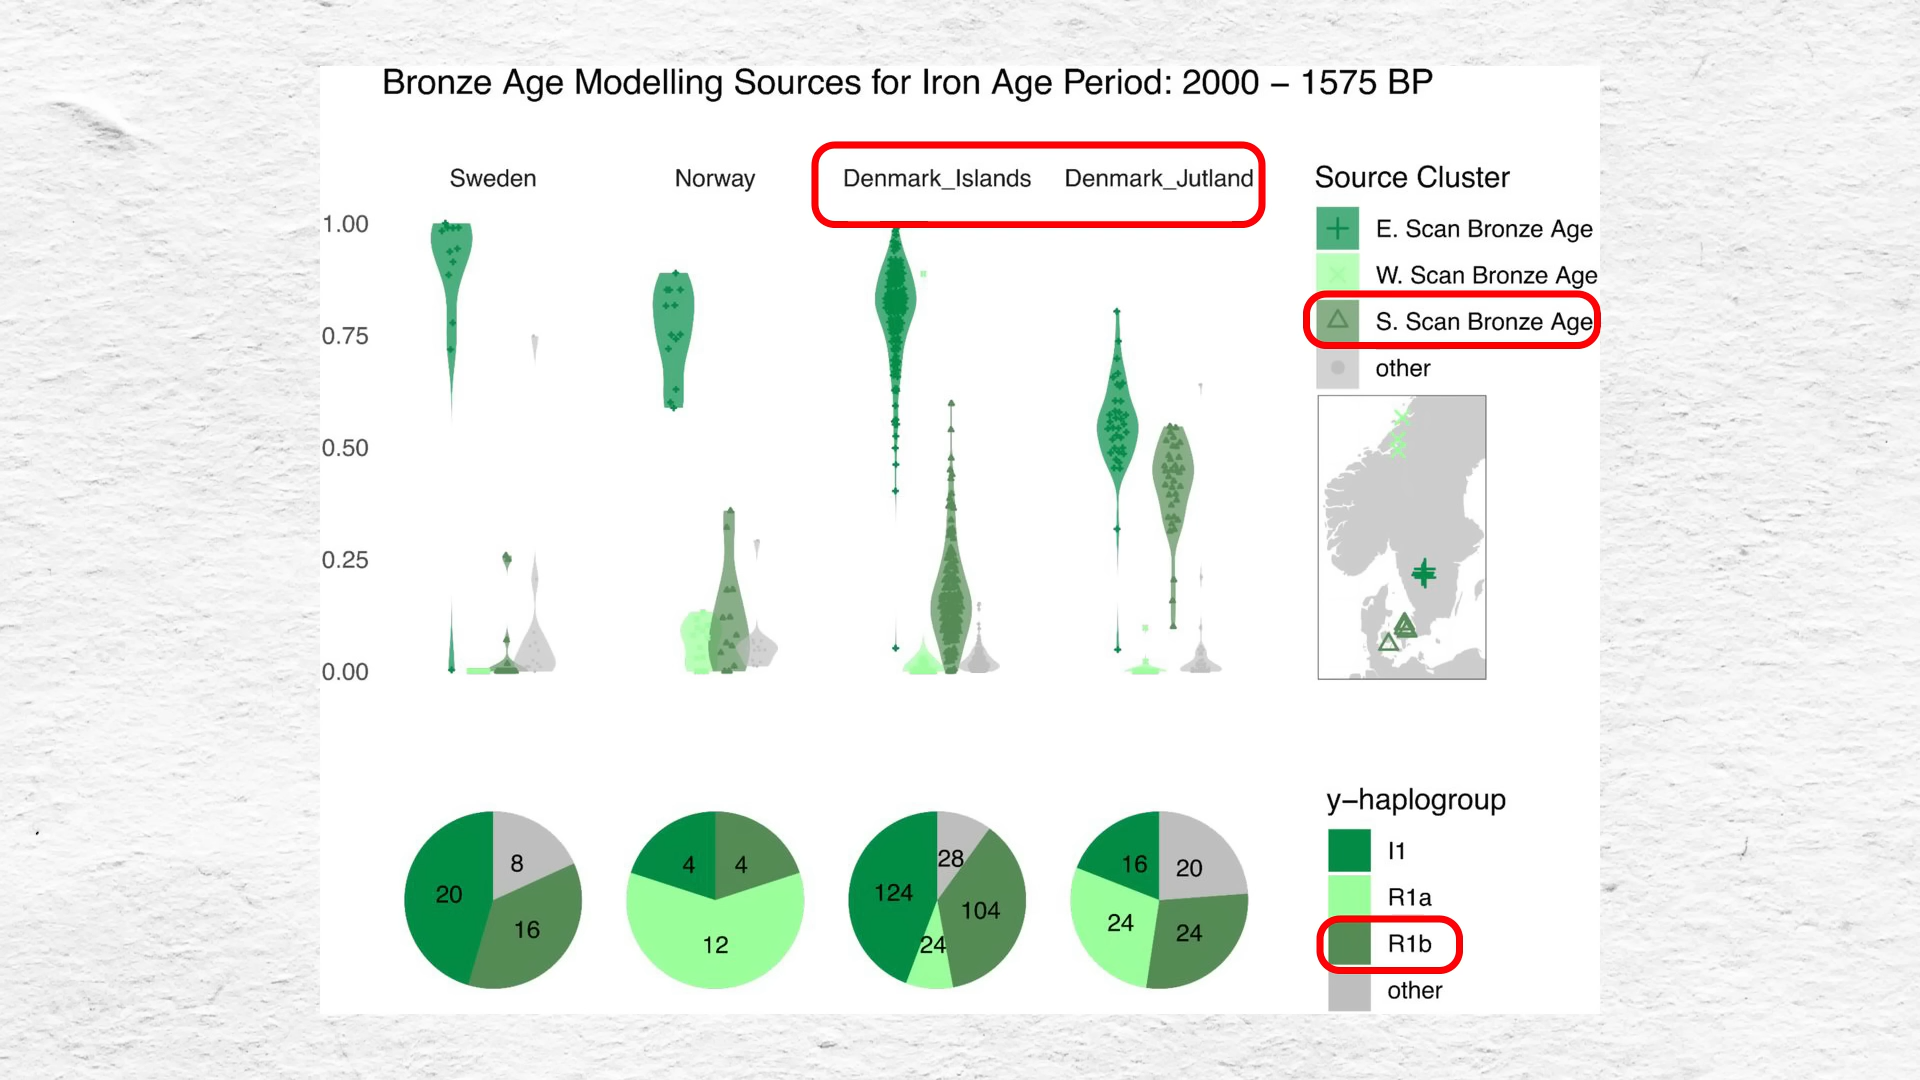 Bronze Age Modelling Sources for Iron Age Period: 2000 – 1575 BP
Sweden
Norway
Denmark_Islands
Denmark_Jutland
1.00
0.75
0.50
0.25
0.00
Source Cluster
E. Scan Bronze Age
W. Scan Bronze Age
S. Scan Bronze Age
other
8
20
16
4
4
12
28
124
104
24
16
20
24
24
y–haplogroup
I1
R1a
R1b
other